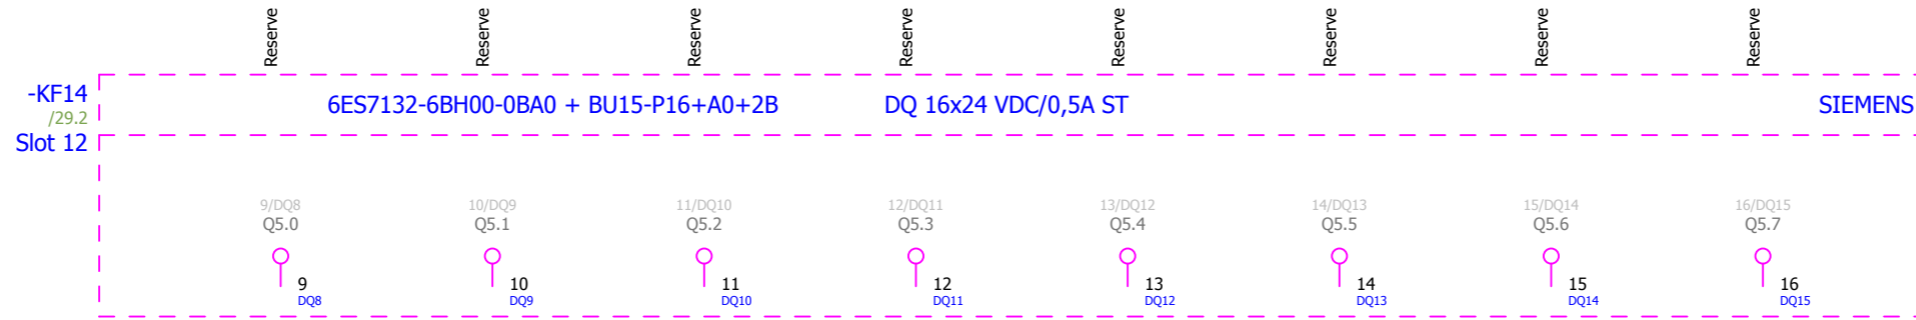 Reserve Reserve Reserve Reserve Reserve Reserve Reserve Reserve
-KF14 6ES7132-6BH00-0BA0 + BU15-P16+A0+2B DQ 16x24 VDC/0,5A ST SIEMENS
/29.2
Slot 12
9/DQ8 10/DQ9 11/DQ10 12/DQ11 13/DQ12 14/DQ13 15/DQ14 16/DQ15
Q5.0 Q5.1 Q5.2 Q5.3 Q5.4 Q5.5 Q5.6 Q5.7
9 10 11 12 13 14 15 16
DQ8 DQ9 DQ10 DQ11 DQ12 DQ13 DQ14 DQ15